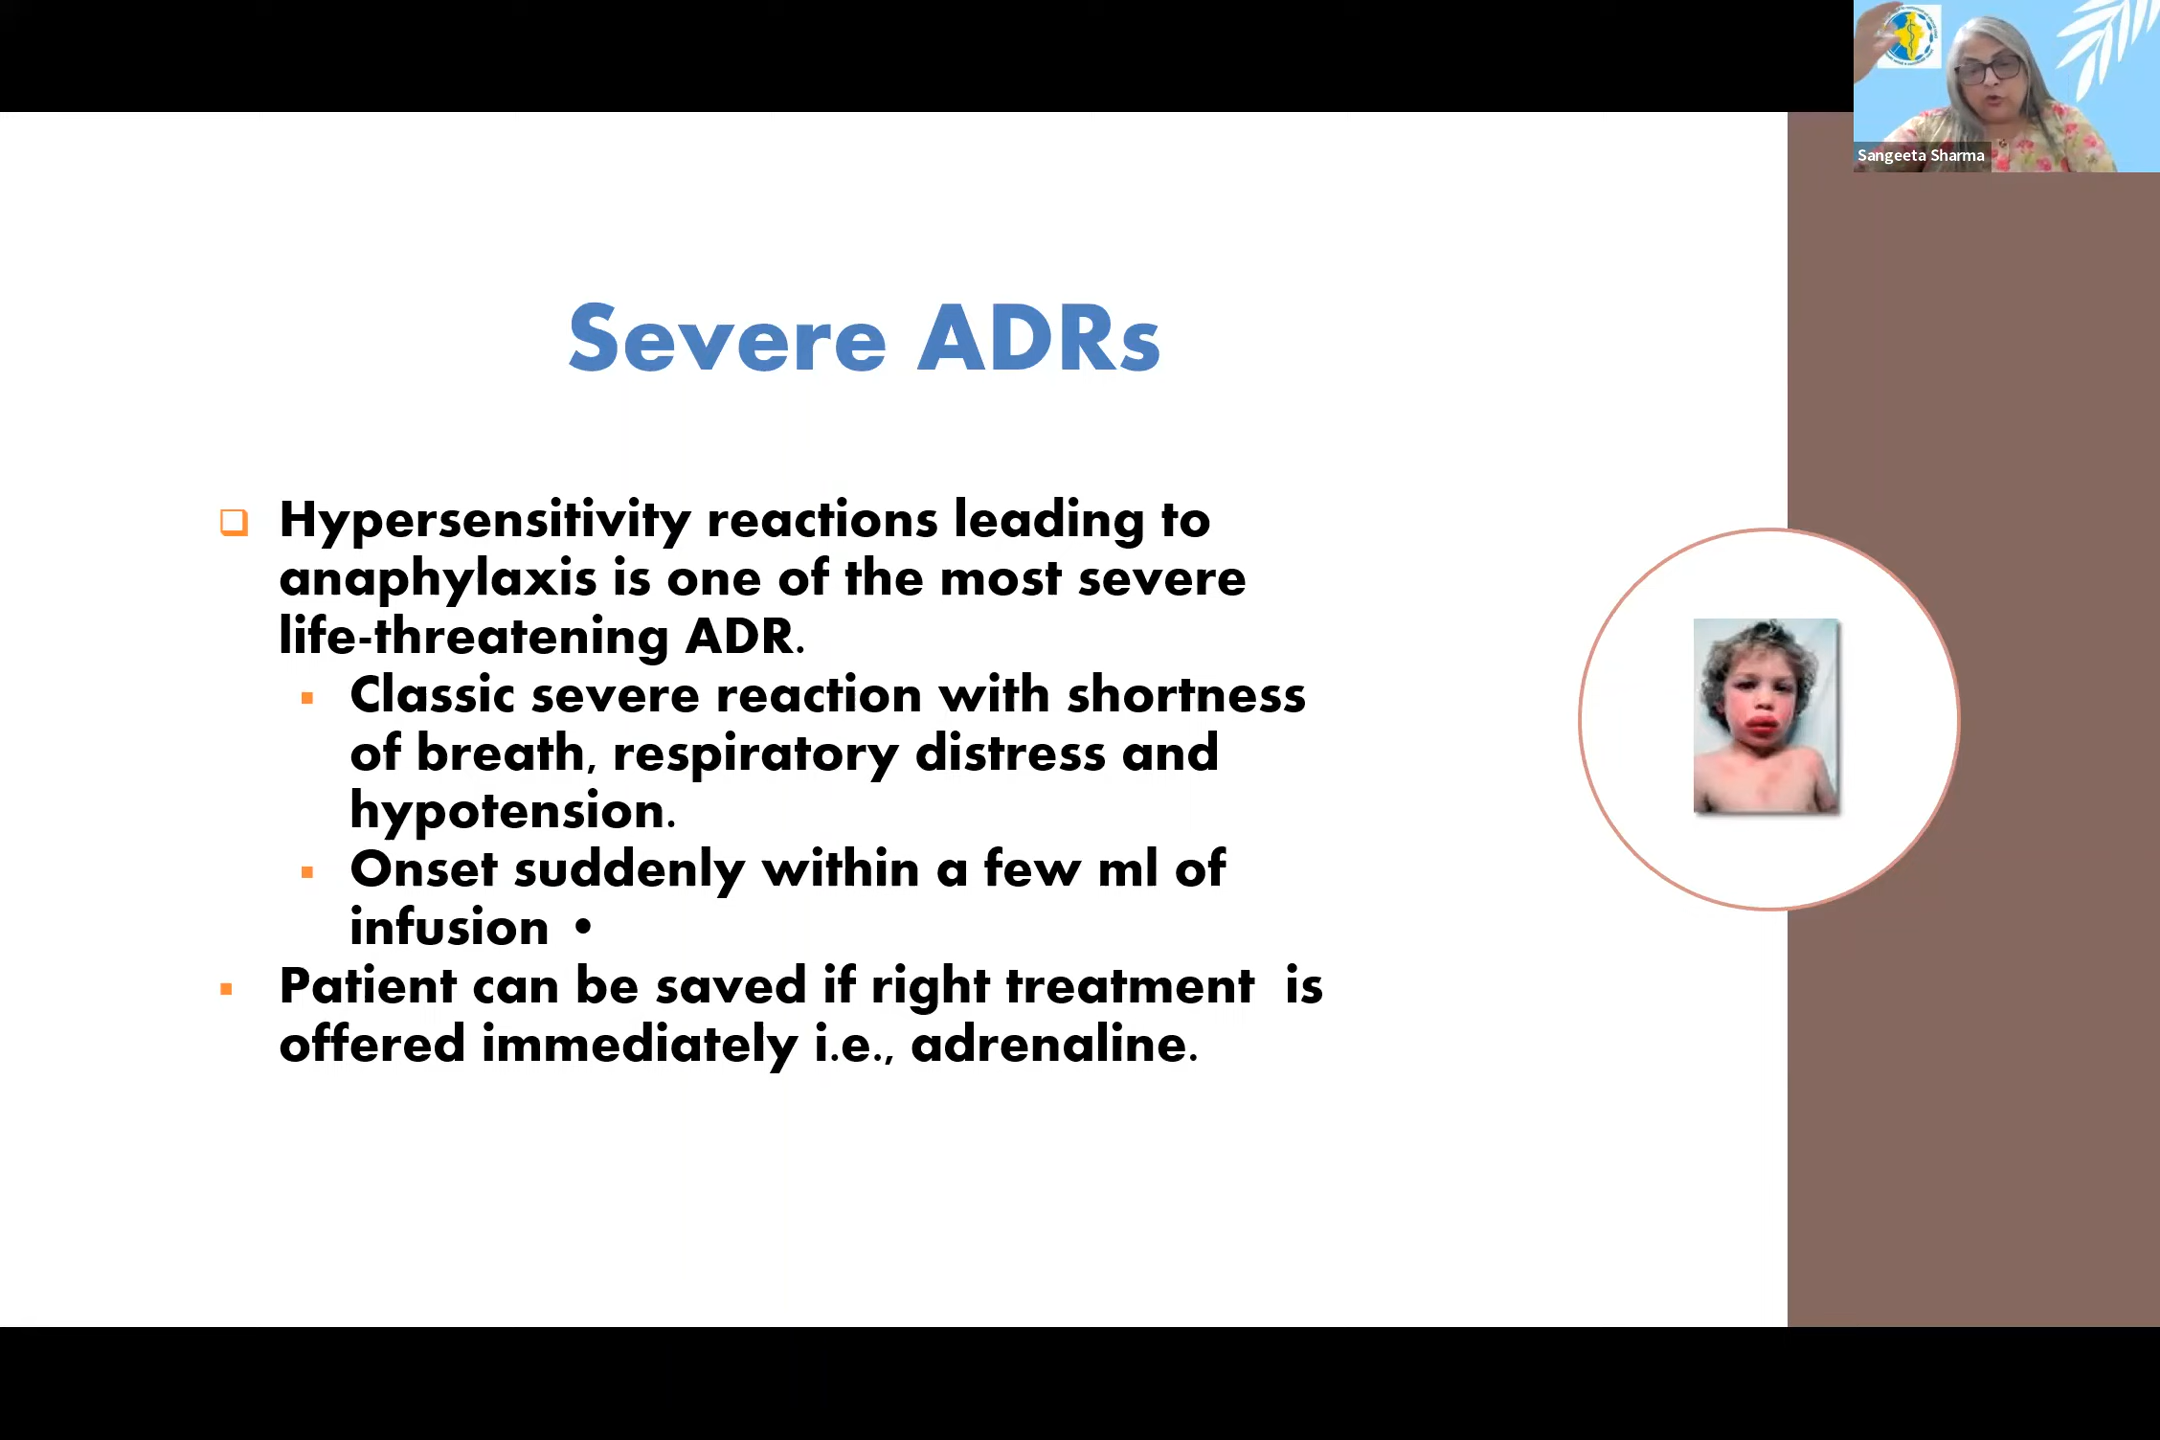 Sangeeta Sharma
Severe ADRs
❑ Hypersensitivity reactions leading to
anaphylaxis is one of the most severe
life-threatening ADR.
▪ Classic severe reaction with shortness
of breath, respiratory distress and
hypotension.
▪ Onset suddenly within a few ml of
infusion •
▪ Patient can be saved if right treatment is
offered immediately i.e., adrenaline.